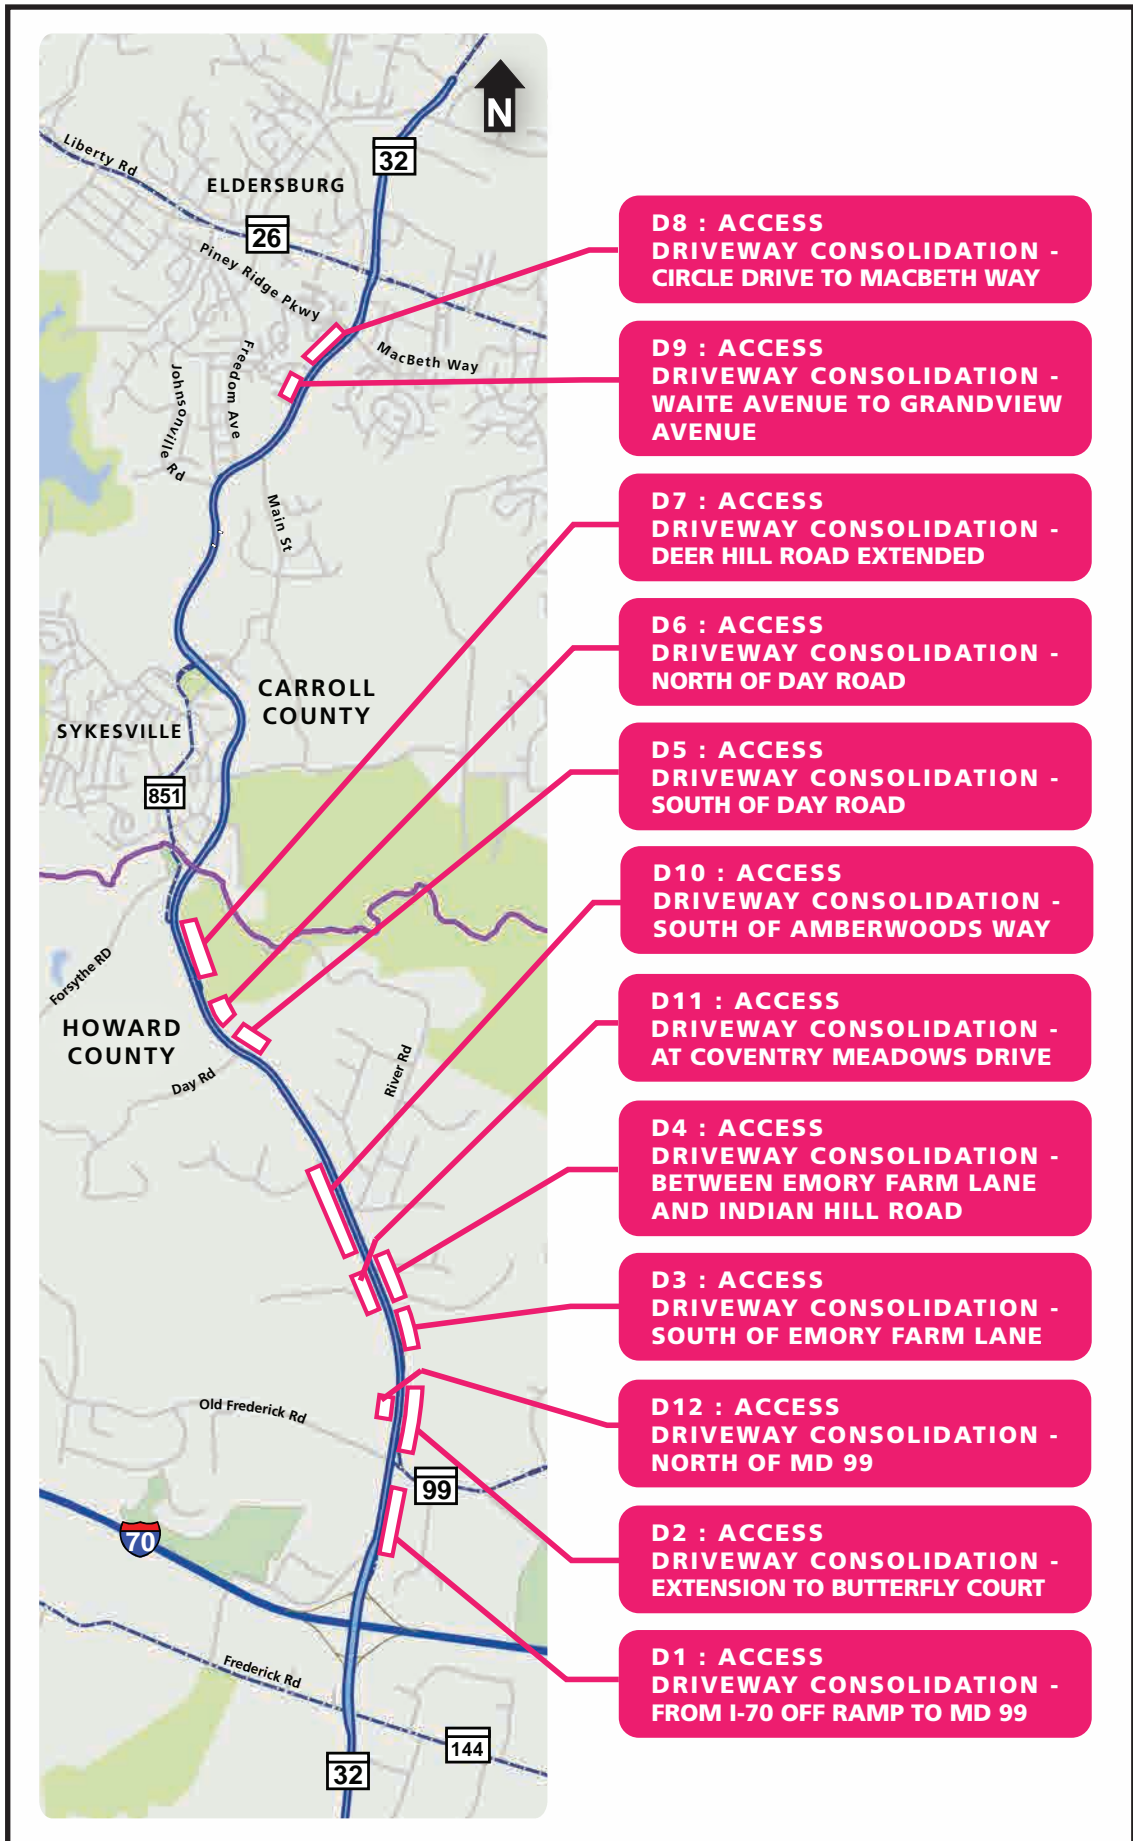 N
32
Liberty Rd
ELDERSBURG
26
Piney Ridge Pkwy
MacBeth Way
Freedom Ave
Johnsonville Rd
Main St
CARROLL
COUNTY
SYKESVILLE
851
Forsythe RD
HOWARD
COUNTY
Day Rd
River Rd
Old Frederick Rd
99
70
Frederick Rd
144
32
D8 : ACCESS
DRIVEWAY CONSOLIDATION -
CIRCLE DRIVE TO MACBETH WAY
D9 : ACCESS
DRIVEWAY CONSOLIDATION -
WAITE AVENUE TO GRANDVIEW
AVENUE
D7 : ACCESS
DRIVEWAY CONSOLIDATION -
DEER HILL ROAD EXTENDED
D6 : ACCESS
DRIVEWAY CONSOLIDATION -
NORTH OF DAY ROAD
D5 : ACCESS
DRIVEWAY CONSOLIDATION -
SOUTH OF DAY ROAD
D10 : ACCESS
DRIVEWAY CONSOLIDATION -
SOUTH OF AMBERWOODS WAY
D11 : ACCESS
DRIVEWAY CONSOLIDATION -
AT COVENTRY MEADOWS DRIVE
D4 : ACCESS
DRIVEWAY CONSOLIDATION -
BETWEEN EMORY FARM LANE
AND INDIAN HILL ROAD
D3 : ACCESS
DRIVEWAY CONSOLIDATION -
SOUTH OF EMORY FARM LANE
D12 : ACCESS
DRIVEWAY CONSOLIDATION -
NORTH OF MD 99
D2 : ACCESS
DRIVEWAY CONSOLIDATION -
EXTENSION TO BUTTERFLY COURT
D1 : ACCESS
DRIVEWAY CONSOLIDATION -
FROM I-70 OFF RAMP TO MD 99